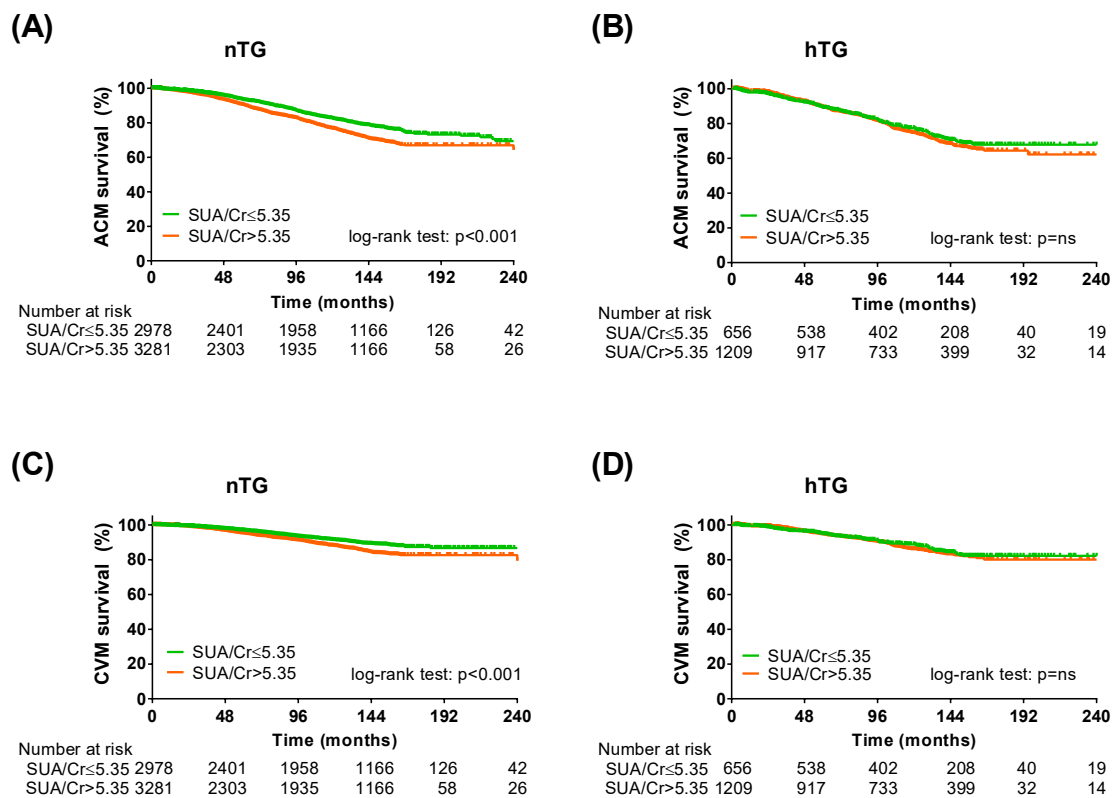 (A)
nTG
ACM survival (%)
100
80
60
40
20
0
SUA/Cr≤5.35
SUA/Cr>5.35
log-rank test: p<0.001
0 48 96 144 192 240
Time (months)
Number at risk
SUA/Cr≤5.35 2978 2401 1958 1166 126 42
SUA/Cr>5.35 3281 2303 1935 1166 58 26
(B)
hTG
ACM survival (%)
100
80
60
40
20
0
SUA/Cr≤5.35
SUA/Cr>5.35
log-rank test: p=ns
0 48 96 144 192 240
Time (months)
Number at risk
SUA/Cr≤5.35 656 538 402 208 40 19
SUA/Cr>5.35 1209 917 733 399 32 14
(C)
nTG
CVM survival (%)
100
80
60
40
20
0
SUA/Cr≤5.35
SUA/Cr>5.35
log-rank test: p<0.001
0 48 96 144 192 240
Time (months)
Number at risk
SUA/Cr≤5.35 2978 2401 1958 1166 126 42
SUA/Cr>5.35 3281 2303 1935 1166 58 26
(D)
hTG
CVM survival (%)
100
80
60
40
20
0
SUA/Cr≤5.35
SUA/Cr>5.35
log-rank test: p=ns
0 48 96 144 192 240
Time (months)
Number at risk
SUA/Cr≤5.35 656 538 402 208 40 19
SUA/Cr>5.35 1209 917 733 399 32 14